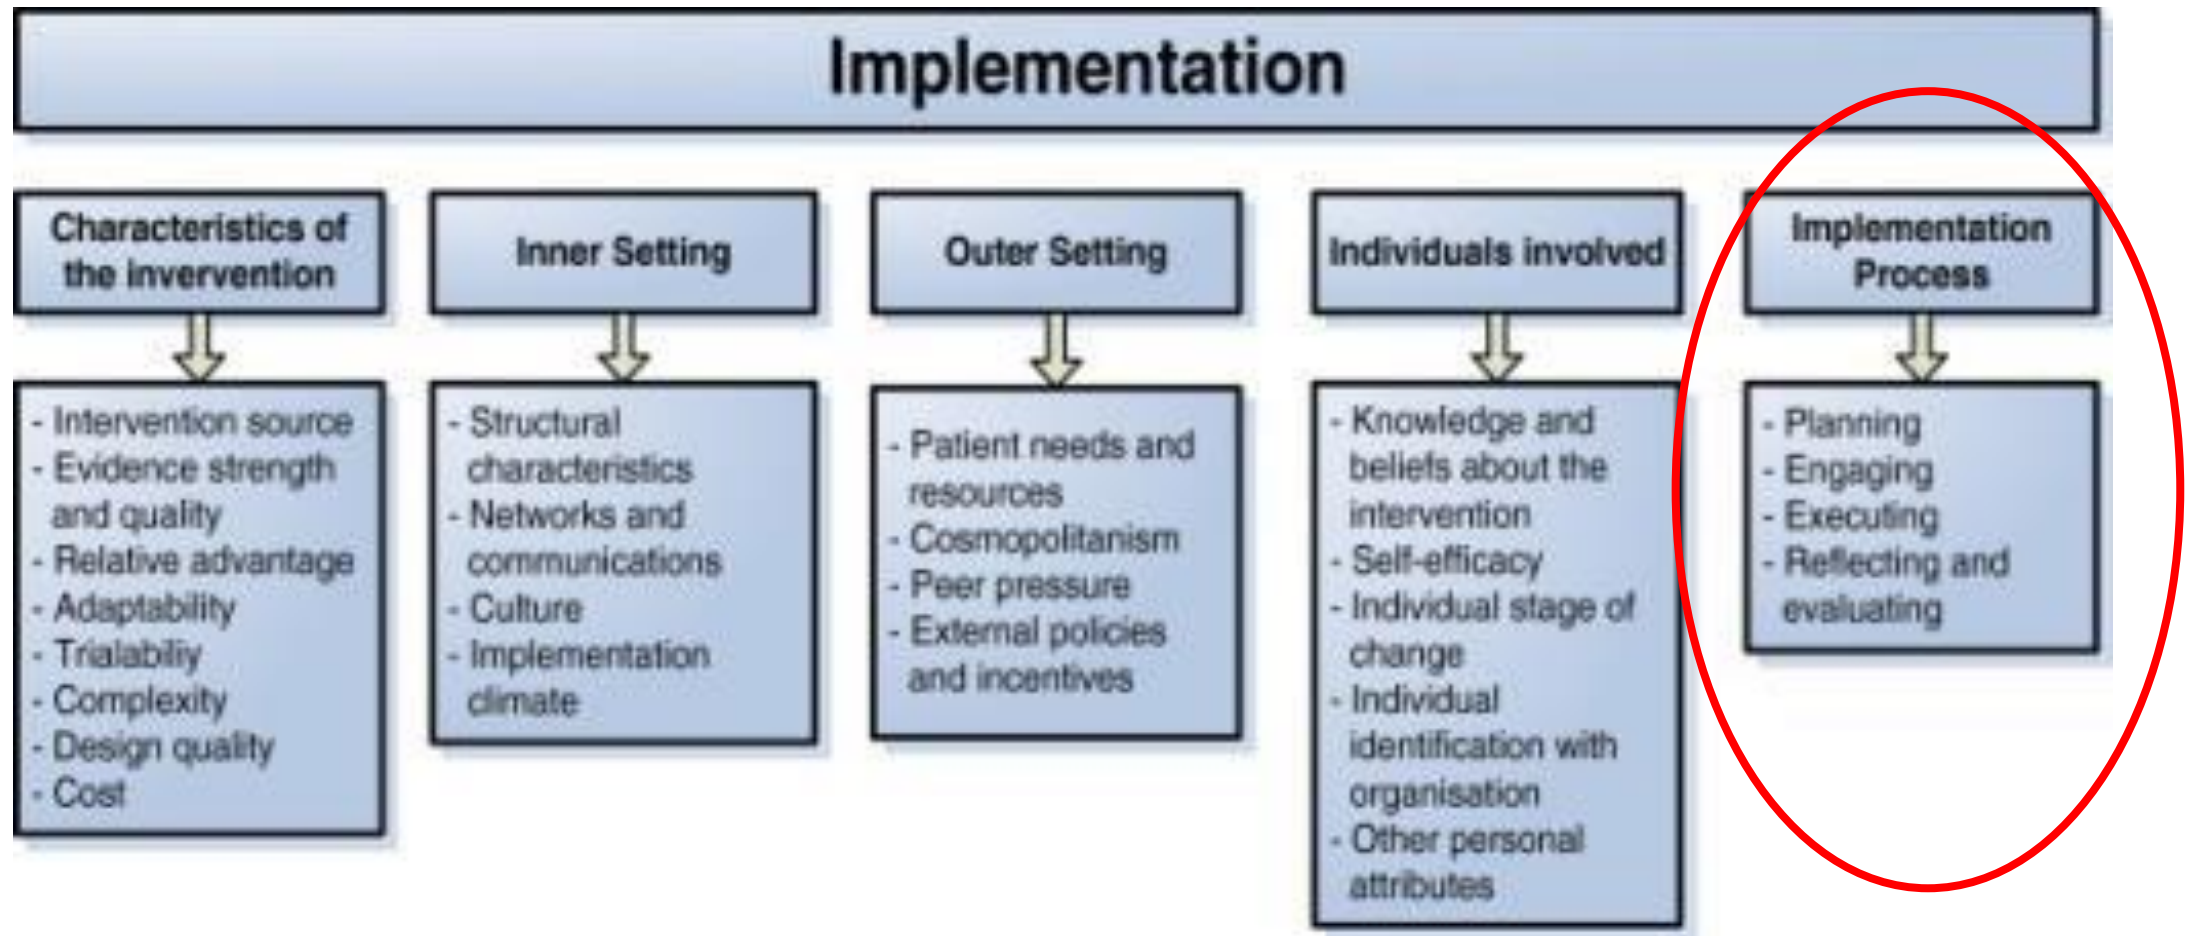 Implementation
Characteristics of
the invervention
- Intervention source
- Evidence strength
and quality
- Relative advantage
- Adaptability
- Trialabiliy
- Complexity
- Design quality
- Cost
Inner Setting
- Structural
characteristics
- Networks and
communications
- Culture
- Implementation
climate
Outer Setting
- Patient needs and
resources
- Cosmopolitanism
- Peer pressure
- External policies
and incentives
Individuals involved
- Knowledge and
beliefs about the
intervention
- Self-efficacy
- Individual stage of
change
- Individual
identification with
organisation
- Other personal
attributes
Implementation
Process
- Planning
- Engaging
- Executing
- Reflecting and
evaluating